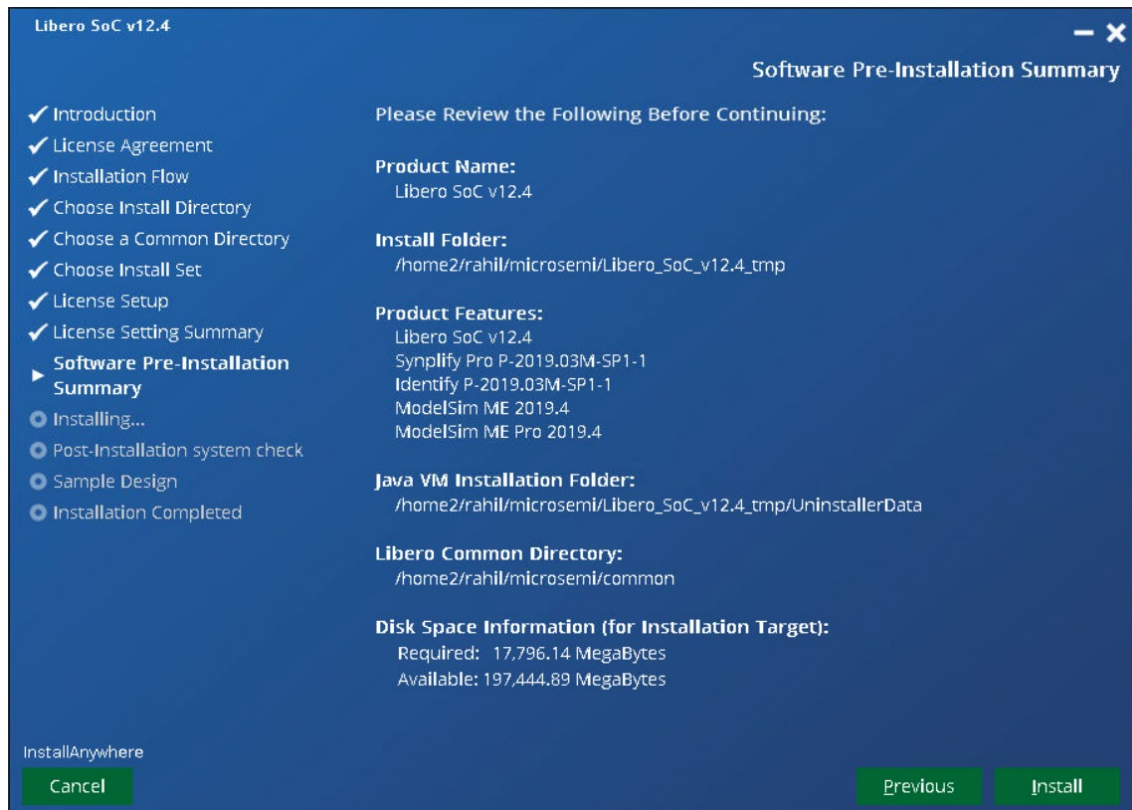 Libero SoC v12.4
Software Pre-Installation Summary
Introduction
License Agreement
Installation Flow
Choose Install Directory
Choose a Common Directory
Choose Install Set
License Setup
License Setting Summary
Software Pre-Installation
Summary
Installing...
Post-Installation system check
Sample Design
Installation Completed
Please Review the Following Before Continuing:
Product Name:
Libero SoC v12.4
Install Folder:
/home2/rahil/microsemi/Libero_SoC_v12.4_tmp
Product Features:
Libero SoC v12.4
Synplify Pro P-2019.03M-SP1-1
Identify P-2019.03M-SP1-1
ModelSim ME 2019.4
ModelSim ME Pro 2019.4
Java VM Installation Folder:
/home2/rahil/microsemi/Libero_SoC_v12.4_tmp/UninstallerData
Libero Common Directory:
/home2/rahil/microsemi/common
Disk Space Information (for Installation Target):
Required: 17,796.14 MegaBytes
Available: 197,444.89 MegaBytes
InstallAnywhere
Cancel
Previous
Install